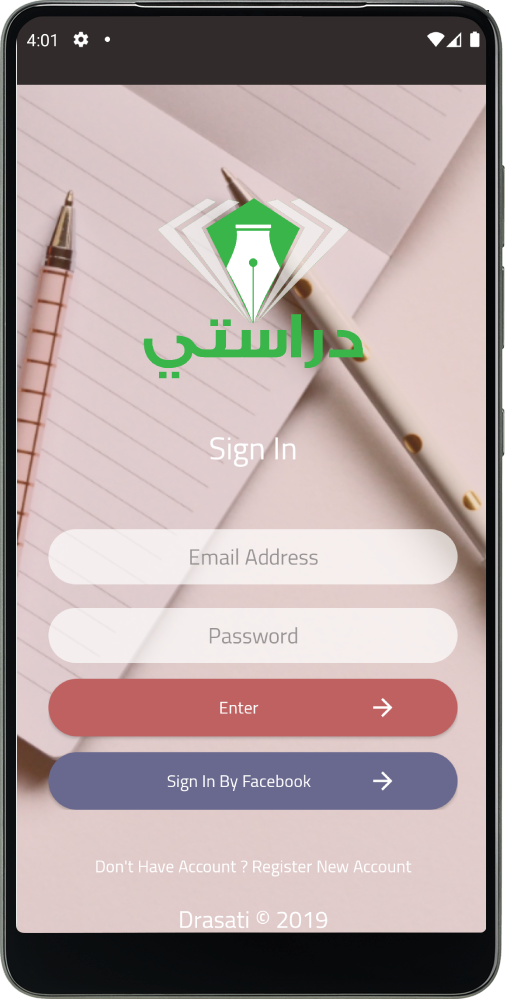 4:01
دراستي
Sign In
Email Address
Password
Enter
Sign In By Facebook
Don't Have Account ? Register New Account
Drasati © 2019